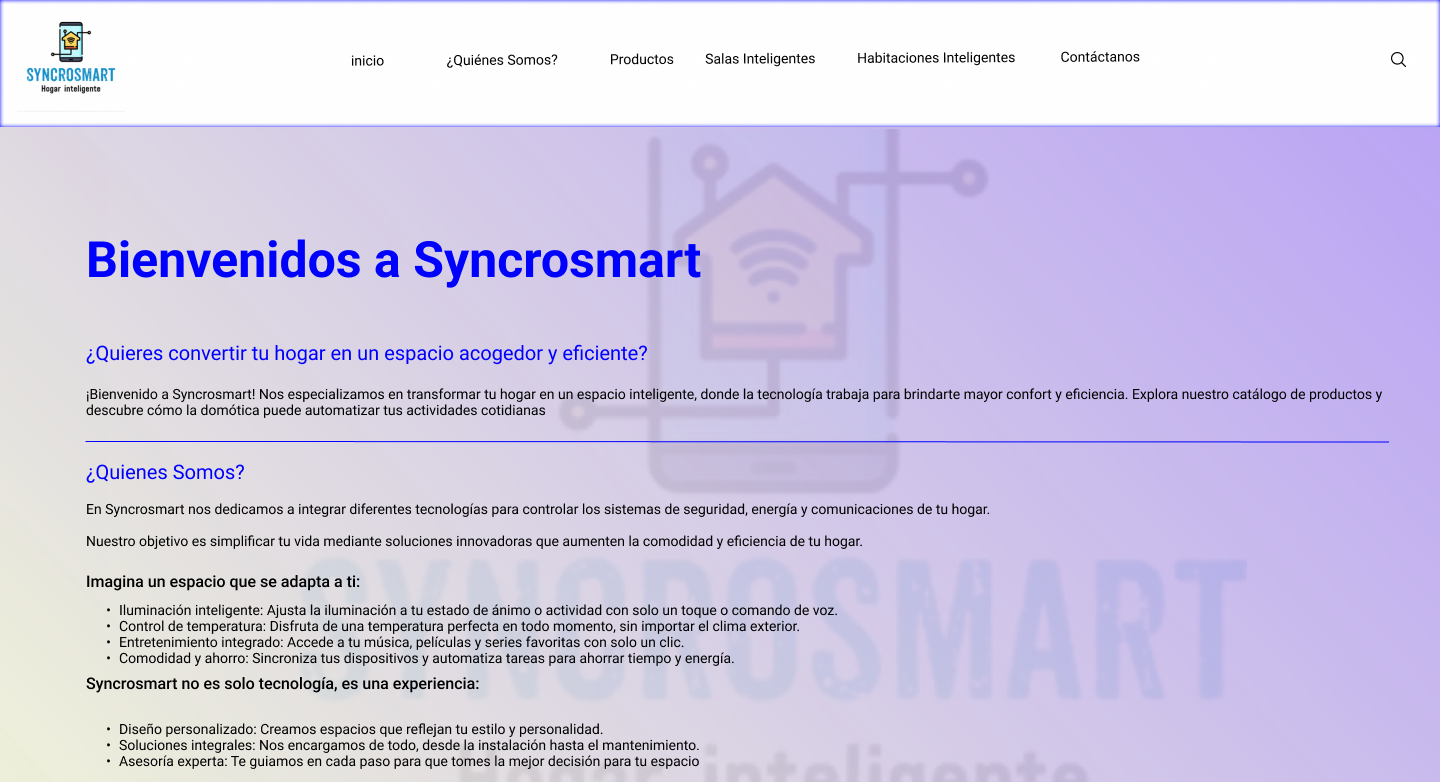 SYNCROSMART
Hogar inteligente
inicio
¿Quiénes Somos?
Productos
Salas Inteligentes
Habitaciones Inteligentes
Contáctanos
Bienvenidos a Syncrosmart
¿Quieres convertir tu hogar en un espacio acogedor y eficiente?
¡Bienvenido a Syncrosmart! Nos especializamos en transformar tu hogar en un espacio inteligente, donde la tecnología trabaja para brindarte mayor confort y eficiencia. Explora nuestro catálogo de productos y
descubre cómo la domótica puede automatizar tus actividades cotidianas
¿Quienes Somos?
En Syncrosmart nos dedicamos a integrar diferentes tecnologías para controlar los sistemas de seguridad, energía y comunicaciones de tu hogar.
Nuestro objetivo es simplificar tu vida mediante soluciones innovadoras que aumenten la comodidad y eficiencia de tu hogar.
Imagina un espacio que se adapta a ti:
• Iluminación inteligente: Ajusta la iluminación a tu estado de ánimo o actividad con solo un toque o comando de voz.
• Control de temperatura: Disfruta de una temperatura perfecta en todo momento, sin importar el clima exterior.
• Entretenimiento integrado: Accede a tu música, películas y series favoritas con solo un clic.
• Comodidad y ahorro: Sincroniza tus dispositivos y automatiza tareas para ahorrar tiempo y energía.
Syncrosmart no es solo tecnología, es una experiencia:
• Diseño personalizado: Creamos espacios que reflejan tu estilo y personalidad.
• Soluciones integrales: Nos encargamos de todo, desde la instalación hasta el mantenimiento.
• Asesoría experta: Te guiamos en cada paso para que tomes la mejor decisión para tu espacio
SYNCROSMART
Hogar inteligente